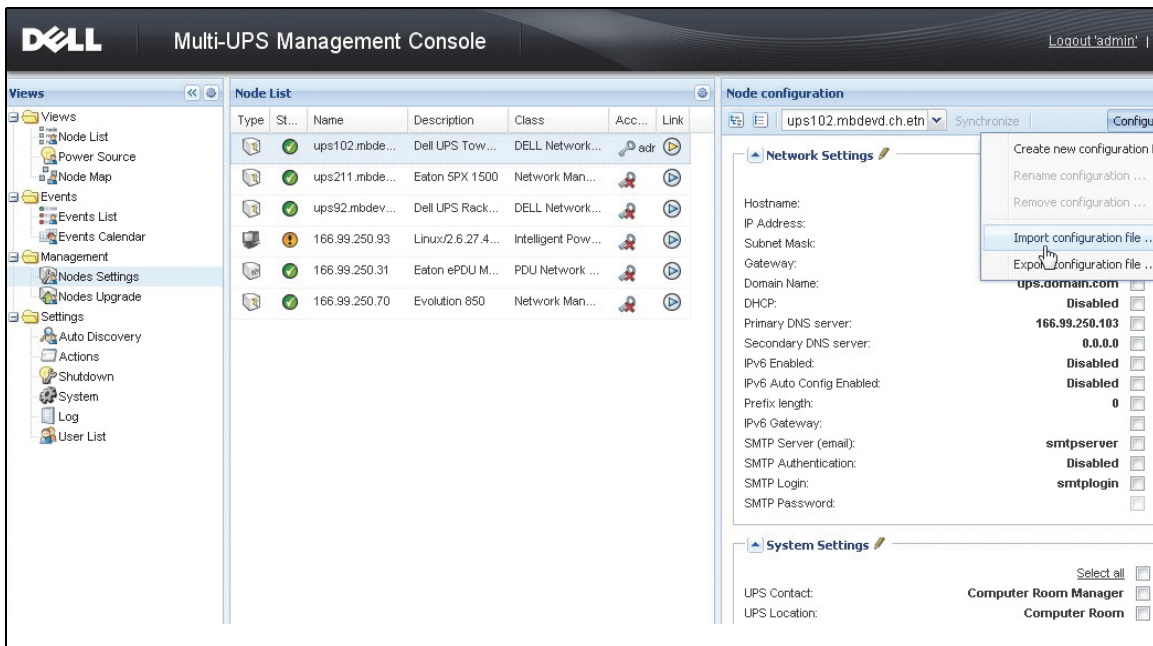 DELL Multi-UPS Management Console Logout 'admin' |
Views
Views
Node List
Power Source
Node Map
Events
Events List
Events Calendar
Management
Nodes Settings
Nodes Upgrade
Settings
Auto Discovery
Actions
Shutdown
System
Log
User List
Node List
Type St... Name Description Class Acc... Link
ups102.mbde... Dell UPS Tow... DELL Network... adr
ups211.mbde... Eaton 5PX 1500 Network Man...
ups92.mbdev... Dell UPS Rack... DELL Network...
166.99.250.93 Linux/2.6.27.4... Intelligent Pow...
166.99.250.31 Eaton ePDU M... PDU Network ...
166.99.250.70 Evolution 850 Network Man...
Node configuration
ups102.mbdevd.ch.etn Synchronize Configu
Create new configuration
Rename configuration ...
Remove configuration ...
Import configuration file ..
Export configuration file ..
Network Settings
Hostname:
IP Address:
Subnet Mask:
Gateway:
Domain Name: ups.domain.com
DHCP: Disabled
Primary DNS server: 166.99.250.103
Secondary DNS server: 0.0.0.0
IPv6 Enabled: Disabled
IPv6 Auto Config Enabled: Disabled
Prefix length: 0
IPv6 Gateway:
SMTP Server (email): smtpserver
SMTP Authentication: Disabled
SMTP Login: smtplogin
SMTP Password:
System Settings
Select all
UPS Contact: Computer Room Manager
UPS Location: Computer Room